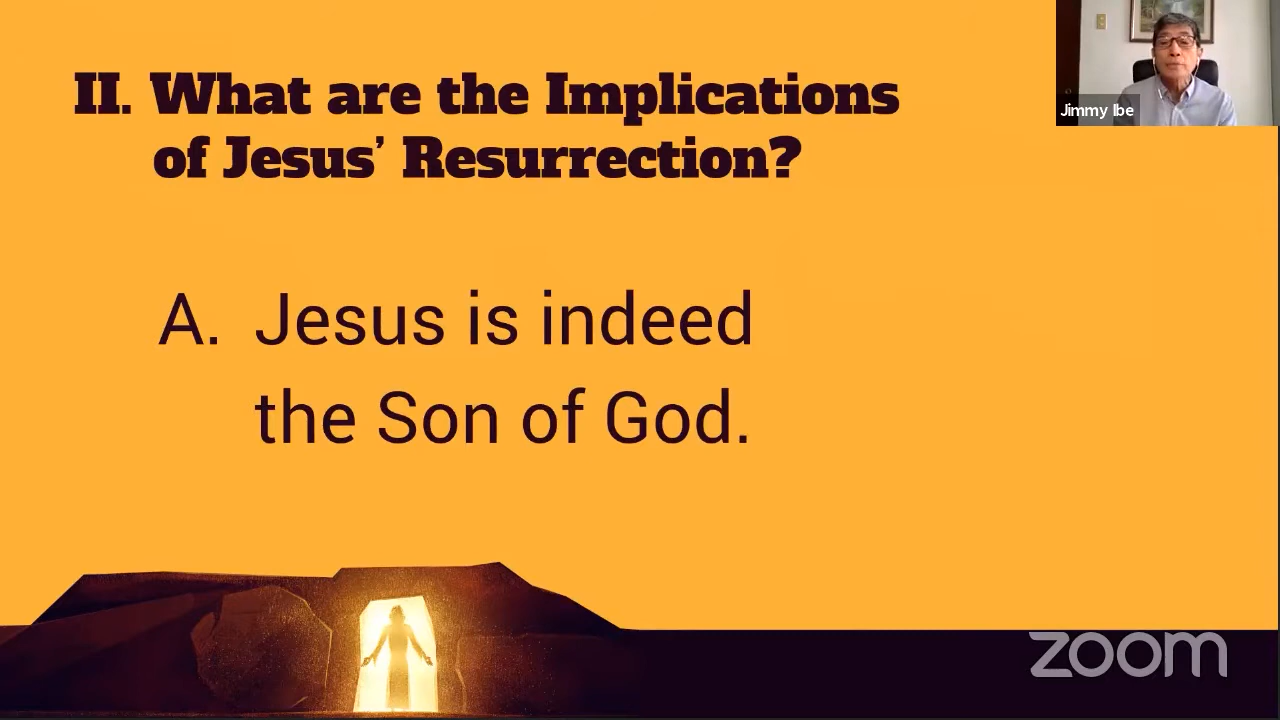 II. What are the Implications
of Jesus’ Resurrection?
Jimmy Ibe
A. Jesus is indeed
the Son of God.
zoom